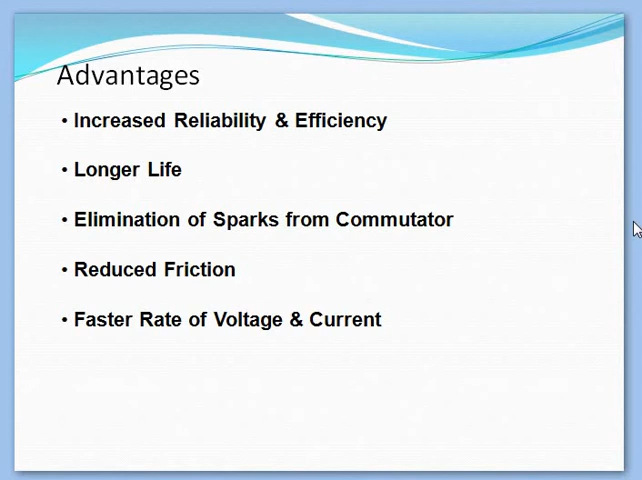 Advantages
• Increased Reliability & Efficiency
• Longer Life
• Elimination of Sparks from Commutator
• Reduced Friction
• Faster Rate of Voltage & Current